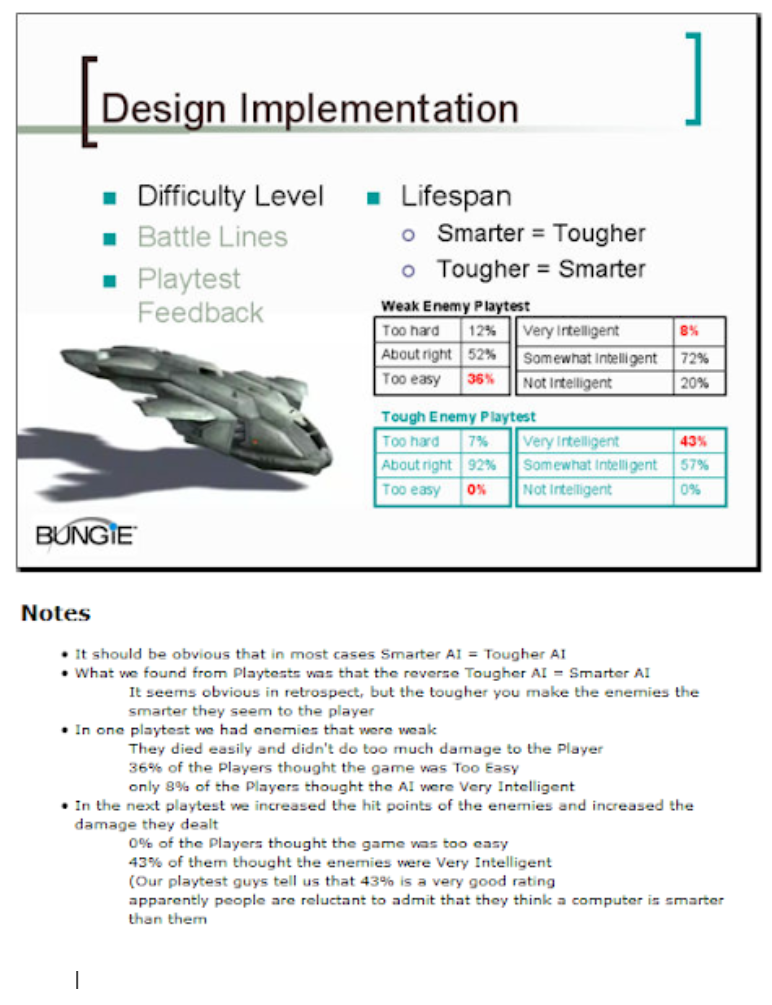 Design Implementation
Difficulty Level
Battle Lines
Playtest
Feedback
Lifespan
Smarter = Tougher
Tougher = Smarter
Weak Enemy Playtest
Too hard 12% Very Intelligent 8%
About right 52% Somewhat Intelligent 72%
Too easy 36% Not Intelligent 20%
Tough Enemy Playtest
Too hard 7% Very Intelligent 43%
About right 92% Somewhat Intelligent 57%
Too easy 0% Not Intelligent 0%
BUNGiE
Notes
• It should be obvious that in most cases Smarter AI = Tougher AI
• What we found from Playtests was that the reverse Tougher AI = Smarter AI
It seems obvious in retrospect, but the tougher you make the enemies the
smarter they seem to the player
• In one playtest we had enemies that were weak
They died easily and didn't do too much damage to the Player
36% of the Players thought the game was Too Easy
only 8% of the Players thought the AI were Very Intelligent
• In the next playtest we increased the hit points of the enemies and increased the
damage they dealt
0% of the Players thought the game was too easy
43% of them thought the enemies were Very Intelligent
(Our playtest guys tell us that 43% is a very good rating
apparently people are reluctant to admit that they think a computer is smarter
than them